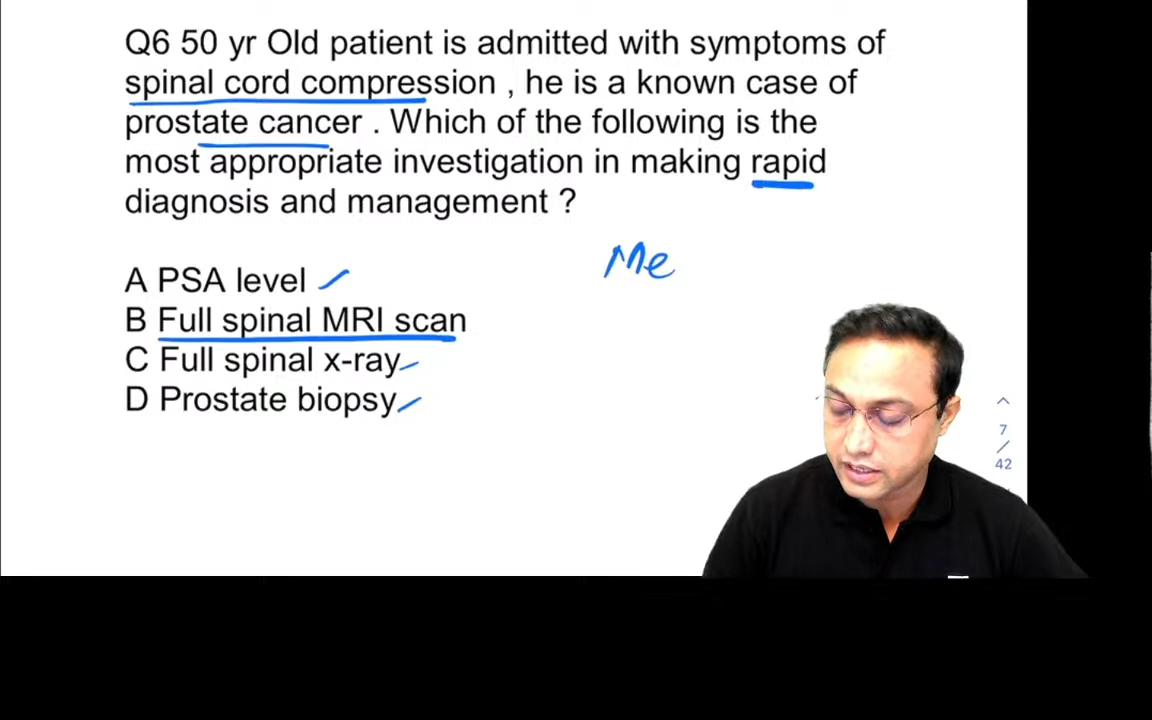 Q6 50 yr Old patient is admitted with symptoms of
spinal cord compression , he is a known case of
prostate cancer . Which of the following is the
most appropriate investigation in making rapid
diagnosis and management ?
Me
A PSA level
B Full spinal MRI scan
C Full spinal x-ray
D Prostate biopsy
7
/
42